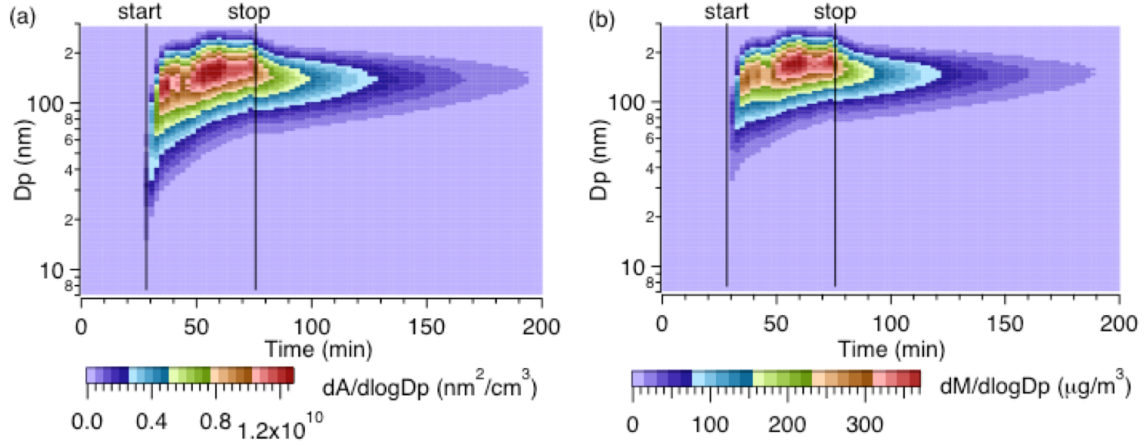 (a) start stop
2
100
8
6
4
2
10
8
Dp (nm)
0 50 100 150 200
Time (min)
dA/dlogDp (nm²/cm³)
0.0 0.4 0.8 1.2x10¹⁰
(b) start stop
2
100
8
6
4
2
10
8
Dp (nm)
0 50 100 150 200
Time (min)
dM/dlogDp (μg/m³)
0 100 200 300